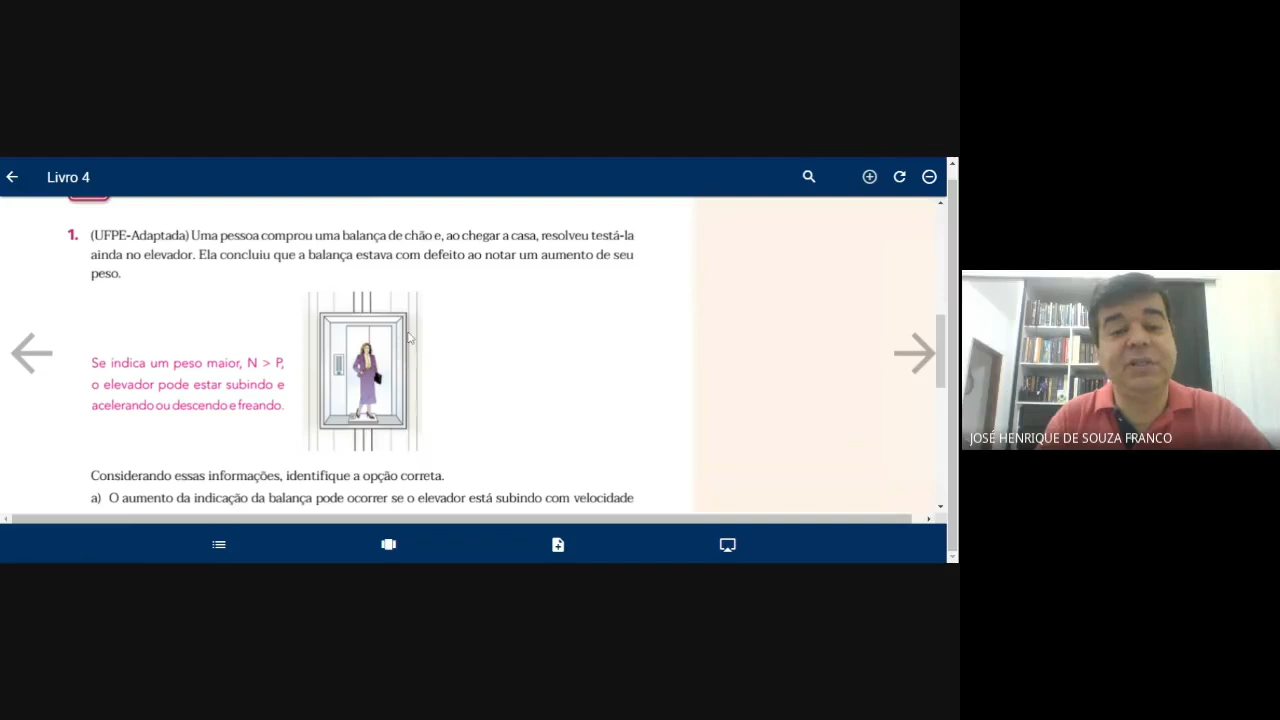 Livro 4
1. (UFPE-Adaptada) Uma pessoa comprou uma balança de chão e, ao chegar a casa, resolveu testá-la
ainda no elevador. Ela concluiu que a balança estava com defeito ao notar um aumento de seu
peso.
Se indica um peso maior, N > P,
o elevador pode estar subindo e
acelerando ou descendo e freando.
Considerando essas informações, identifique a opção correta.
a) O aumento da indicação da balança pode ocorrer se o elevador está subindo com velocidade
JOSÉ HENRIQUE DE SOUZA FRANCO